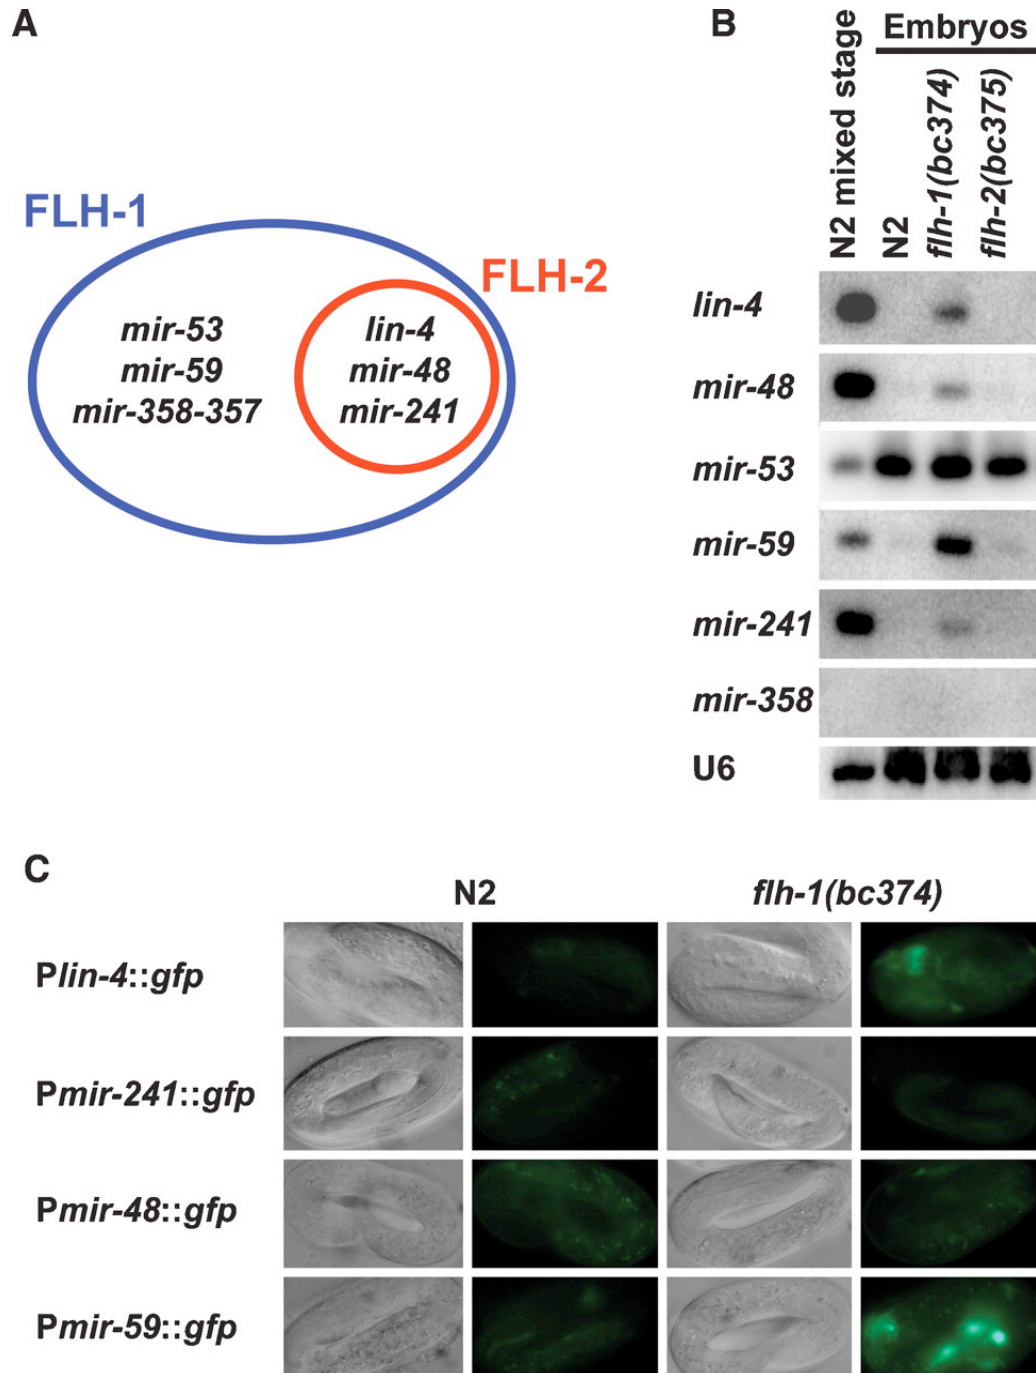 A
FLH-1
FLH-2
mir-53
mir-59
mir-358-357
lin-4
mir-48
mir-241
B
Embryos
N2 mixed stage
N2
flh-1(bc374)
flh-2(bc375)
lin-4
mir-48
mir-53
mir-59
mir-241
mir-358
U6
C
N2
flh-1(bc374)
Plin-4::gfp
Pmir-241::gfp
Pmir-48::gfp
Pmir-59::gfp